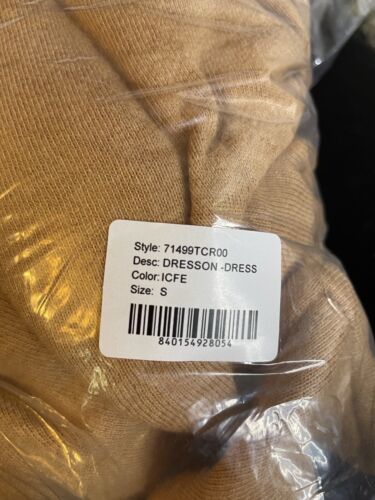 Style: 71499TCR00
Desc: DRESSON -DRESS
Color: ICFE
Size: S
840154928054